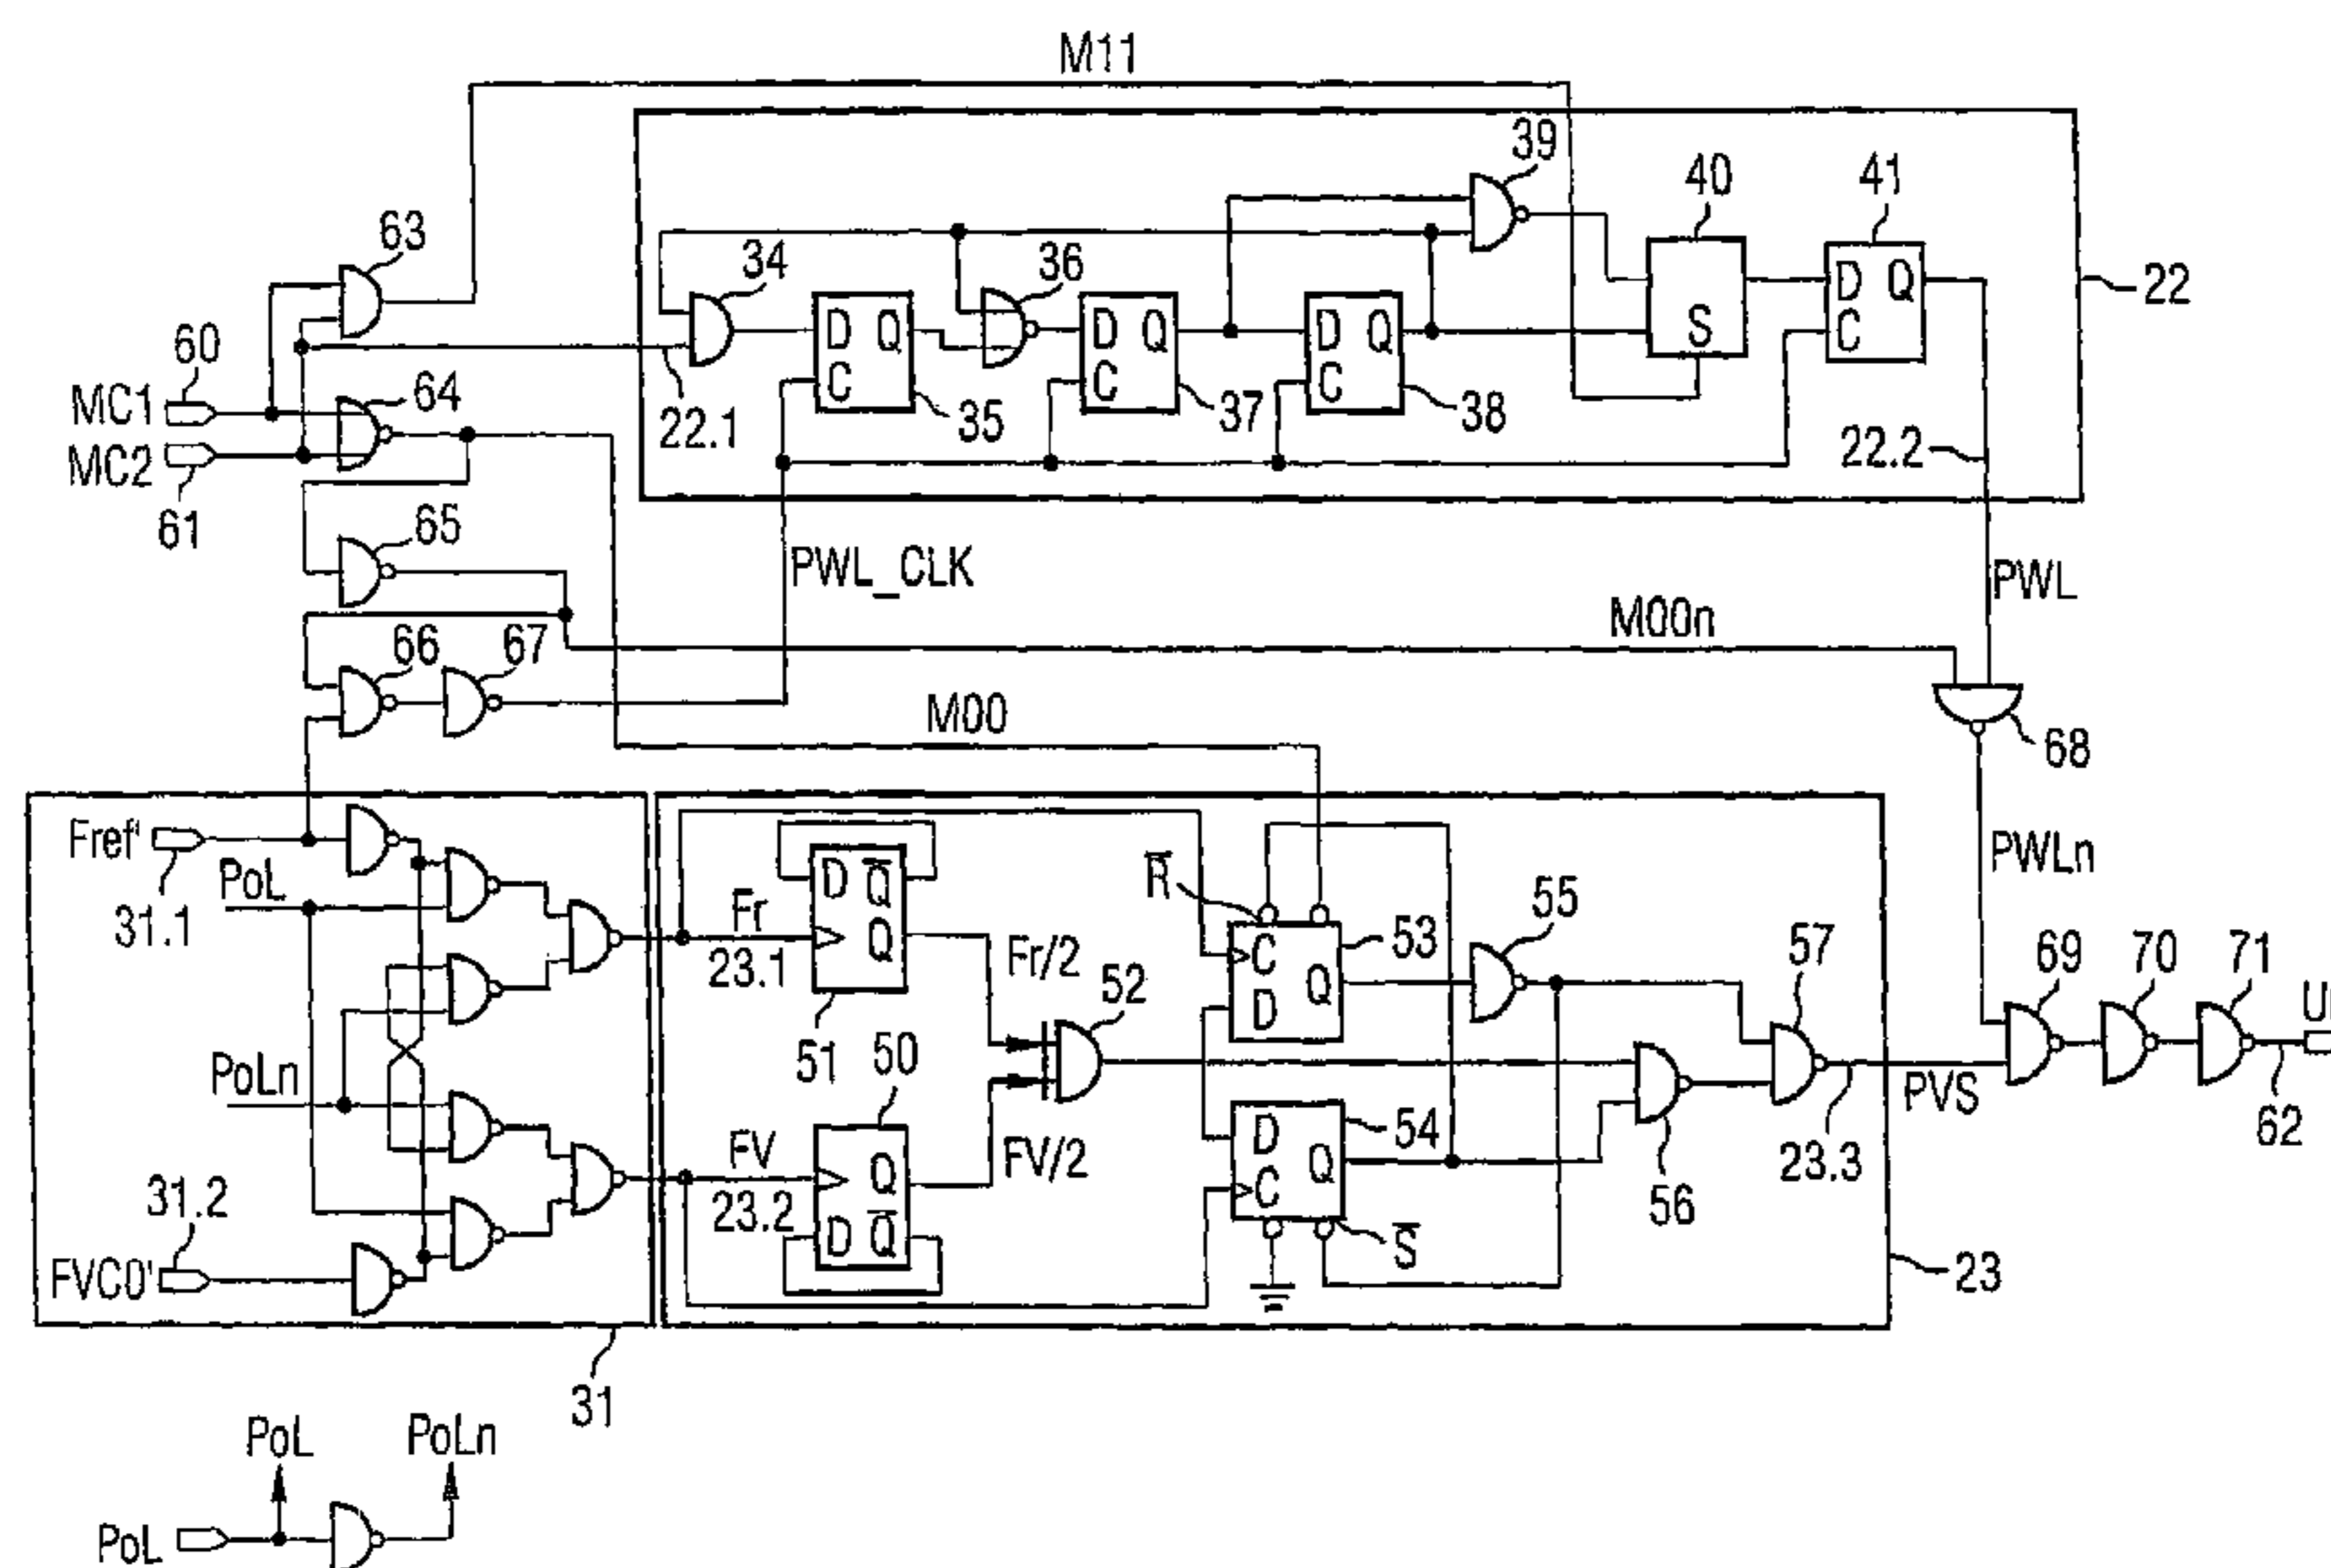 M11
39
40
41
63
34
36
22
60
MC1
64
D Q
C
D Q
C
D Q
C
S
D Q
C
MC2
22.1
35
37
38
22.2
61
65
PWL_CLK
PWL
M00n
66
67
M00
68
Fref'
PoL
31.1
D Q̅
Q
Fr
23.1
Fr/2
R̅
C
Q
D
53
55
57
PWLn
69
70
71
52
51
50
PoLn
FV
23.2
FV/2
Q
D Q̅
D
Q
C
54
S̅
56
23.3
PVS
62
31.2
FVCO'
23
31
PoL
PoLn
PoL